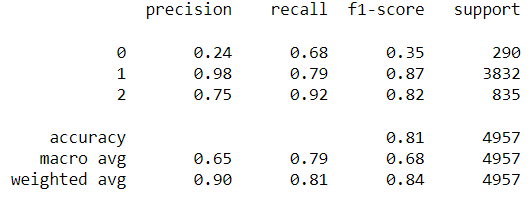 precision recall f1-score support
0 0.24 0.68 0.35 290
1 0.98 0.79 0.87 3832
2 0.75 0.92 0.82 835
accuracy 0.81 4957
macro avg 0.65 0.79 0.68 4957
weighted avg 0.90 0.81 0.84 4957